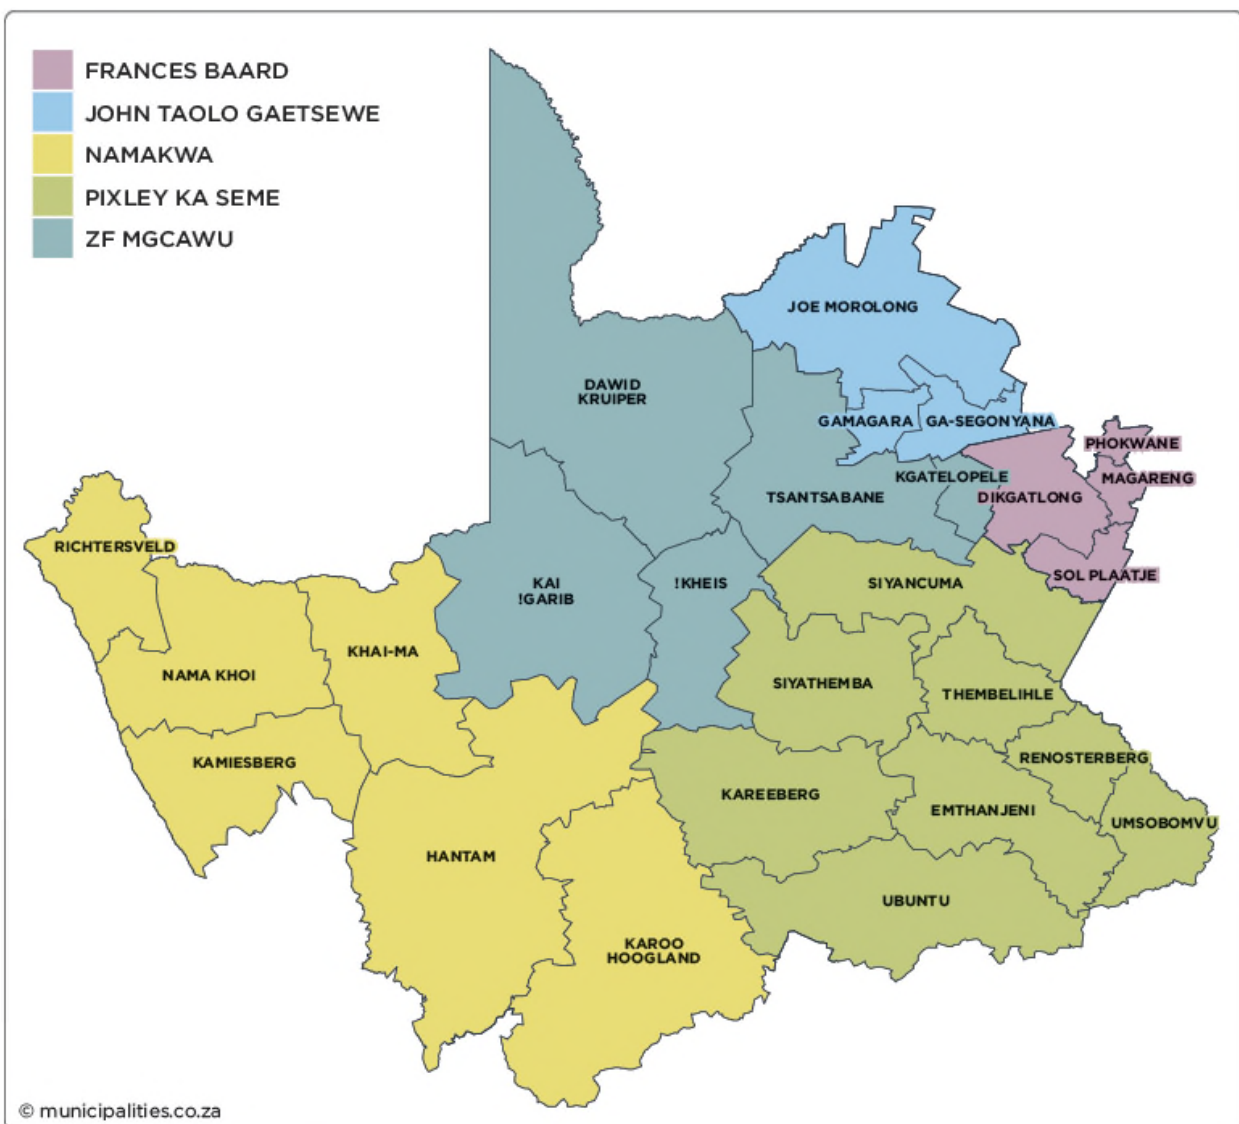 FRANCES BAARD
JOHN TAOLO GAETSEWE
NAMAKWA
PIXLEY KA SEME
ZF MGCAWU
JOE MOROLONG
DAWID
KRUIPER
GAMAGARA
GA-SEGONYANA
PHOKWANE
KGATELOPELE
MAGARENG
TSANTSABANE
DIKGATLONG
RICHTERSVELD
KAI
!GARIB
!KHEIS
SIYANCUMA
SOL PLAATJE
KHAI-MA
NAMA KHOI
SIYATHEMBA
THEMBELIHLE
KAMIESBERG
RENOSTERBERG
KAREEBERG
EMTHANJENI
UMSOBOMVU
HANTAM
UBUNTU
KAROO
HOOGLAND
© municipalities.co.za